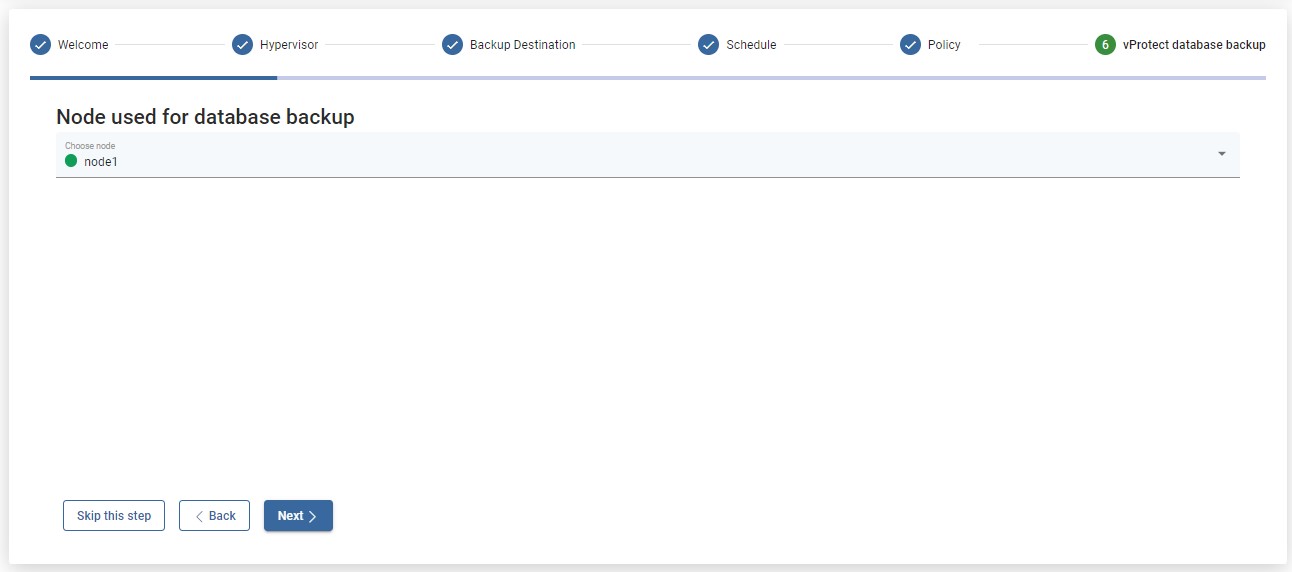 Welcome Hypervisor Backup Destination Schedule Policy 6 vProtect database backup
Node used for database backup
Choose node
node1
Skip this step Back Next